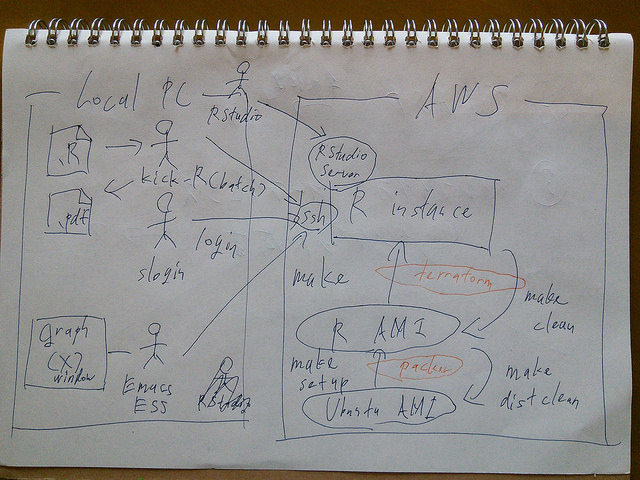 Local PC
AWS
RStudio
.R
RStudio
Server
kick-R(batch)
.pdf
ssh
R instance
login
slogin
make
terraform
make
clean
R AMI
graph
(X)
window
Emacs
ESS
RStudio
make
setup
packer
make
distclean
Ubuntu AMI